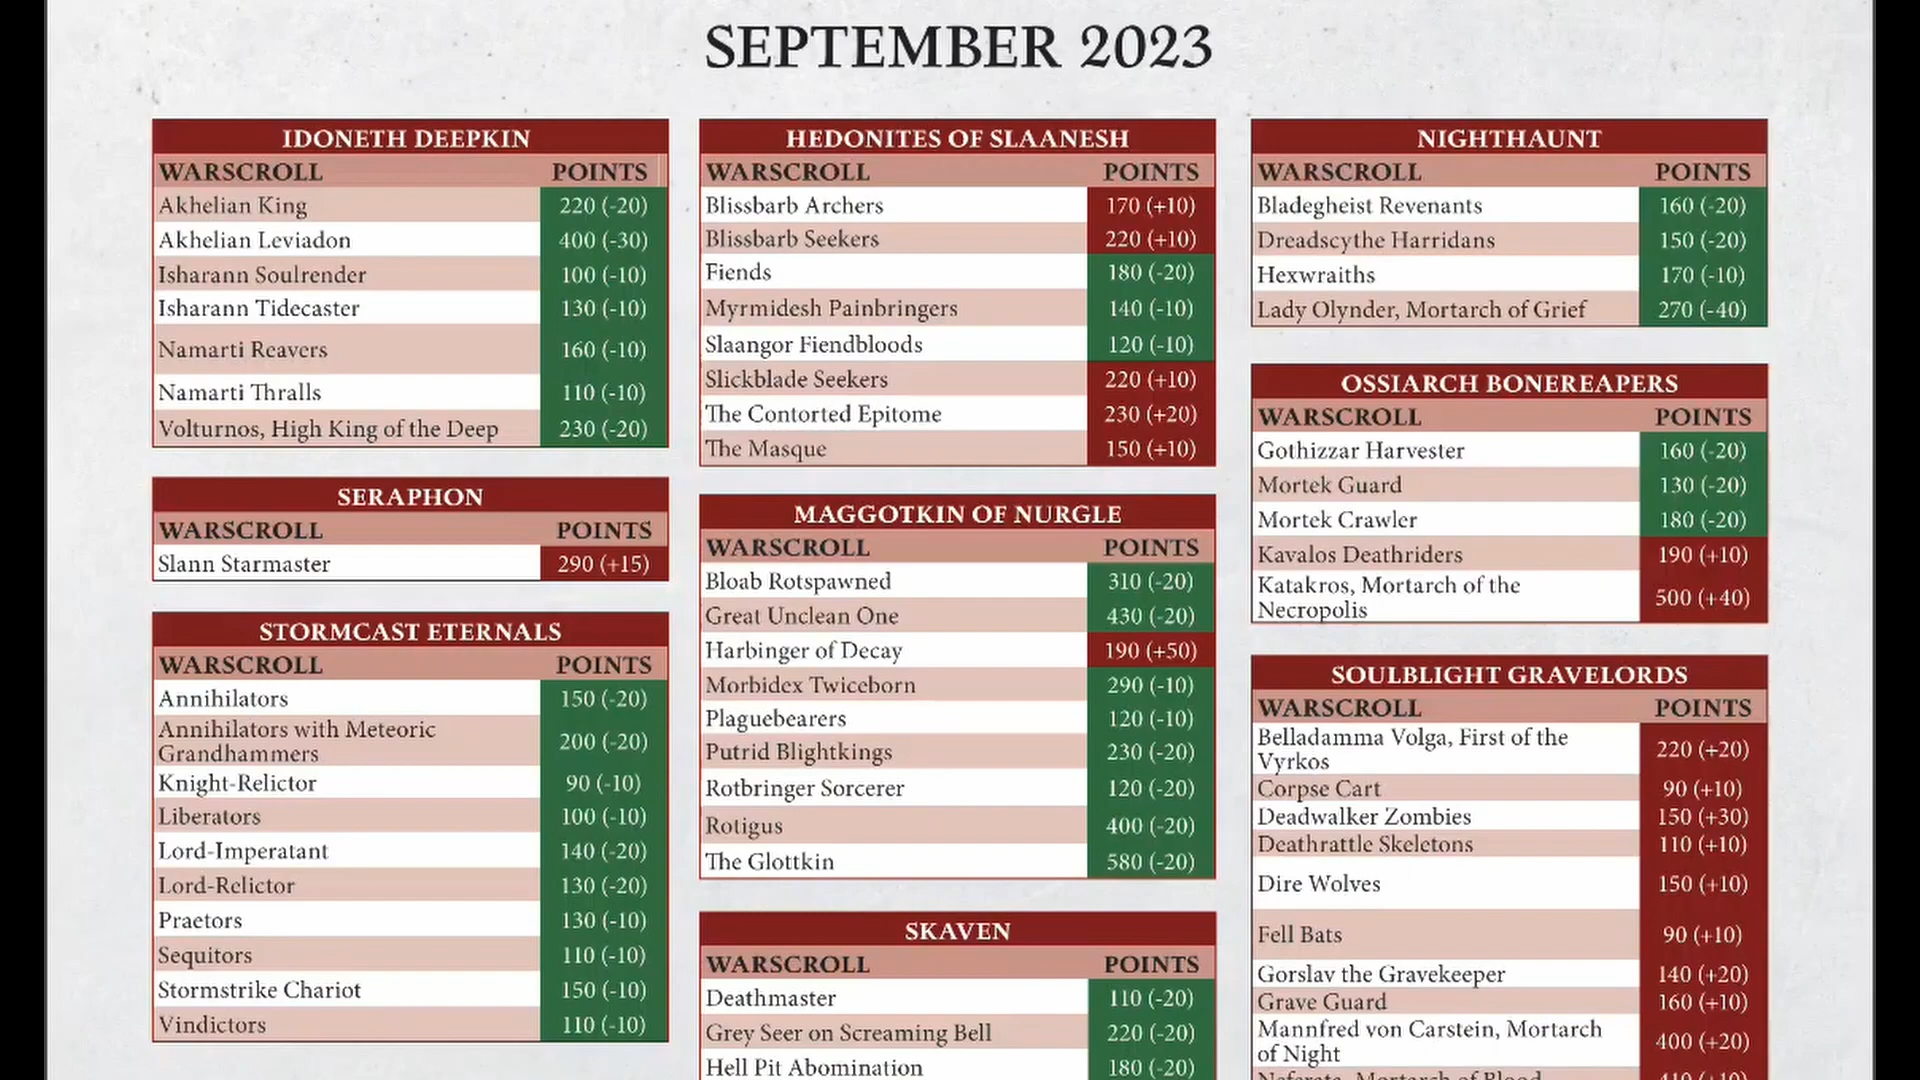 SEPTEMBER 2023
IDONETH DEEPKIN
WARSCROLL POINTS
Akhelian King 220 (-20)
Akhelian Leviadon 400 (-30)
Isharann Soulrender 100 (-10)
Isharann Tidecaster 130 (-10)
Namarti Reavers 160 (-10)
Namarti Thralls 110 (-10)
Volturnos, High King of the Deep 230 (-20)
SERAPHON
WARSCROLL POINTS
Slann Starmaster 290 (+15)
STORMCAST ETERNALS
WARSCROLL POINTS
Annihilators 150 (-20)
Annihilators with Meteoric
Grandhammers 200 (-20)
Knight-Relictor 90 (-10)
Liberators 100 (-10)
Lord-Imperatant 140 (-20)
Lord-Relictor 130 (-20)
Praetors 130 (-10)
Sequitors 110 (-10)
Stormstrike Chariot 150 (-10)
Vindictors 110 (-10)
HEDONITES OF SLAANESH
WARSCROLL POINTS
Blissbarb Archers 170 (+10)
Blissbarb Seekers 220 (+10)
Fiends 180 (-20)
Myrmidesh Painbringers 140 (-10)
Slaangor Fiendbloods 120 (-10)
Slickblade Seekers 220 (+10)
The Contorted Epitome 230 (+20)
The Masque 150 (+10)
MAGGOTKIN OF NURGLE
WARSCROLL POINTS
Bloab Rotspawned 310 (-20)
Great Unclean One 430 (-20)
Harbinger of Decay 190 (+50)
Morbidex Twiceborn 290 (-10)
Plaguebearers 120 (-10)
Putrid Blightkings 230 (-20)
Rotbringer Sorcerer 120 (-20)
Rotigus 400 (-20)
The Glottkin 580 (-20)
SKAVEN
WARSCROLL POINTS
Deathmaster 110 (-20)
Grey Seer on Screaming Bell 220 (-20)
Hell Pit Abomination 180 (-20)
NIGHTHAUNT
WARSCROLL POINTS
Bladegheist Revenants 160 (-20)
Dreadscythe Harridans 150 (-20)
Hexwraiths 170 (-10)
Lady Olynder, Mortarch of Grief 270 (-40)
OSSIARCH BONEREAPERS
WARSCROLL POINTS
Gothizzar Harvester 160 (-20)
Mortek Guard 130 (-20)
Mortek Crawler 180 (-20)
Kavalos Deathriders 190 (+10)
Katakros, Mortarch of the
Necropolis 500 (+40)
SOULBLIGHT GRAVELORDS
WARSCROLL POINTS
Belladamma Volga, First of the
Vyrkos 220 (+20)
Corpse Cart 90 (+10)
Deadwalker Zombies 150 (+30)
Deathrattle Skeletons 110 (+10)
Dire Wolves 150 (+10)
Fell Bats 90 (+10)
Gorslav the Gravekeeper 140 (+20)
Grave Guard 160 (+10)
Mannfred von Carstein, Mortarch
of Night 400 (+20)
Neferata, Mortarch of Blood